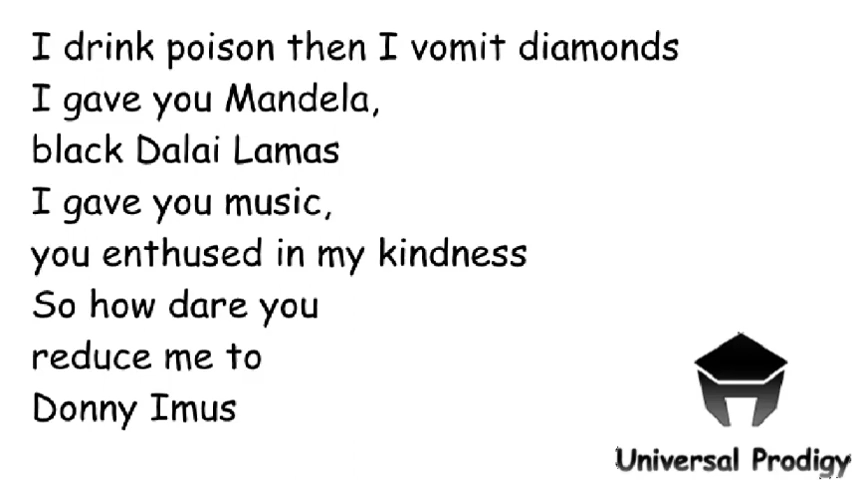 I drink poison then I vomit diamonds
I gave you Mandela,
black Dalai Lamas
I gave you music,
you enthused in my kindness
So how dare you
reduce me to
Donny Imus
Universal Prodigy